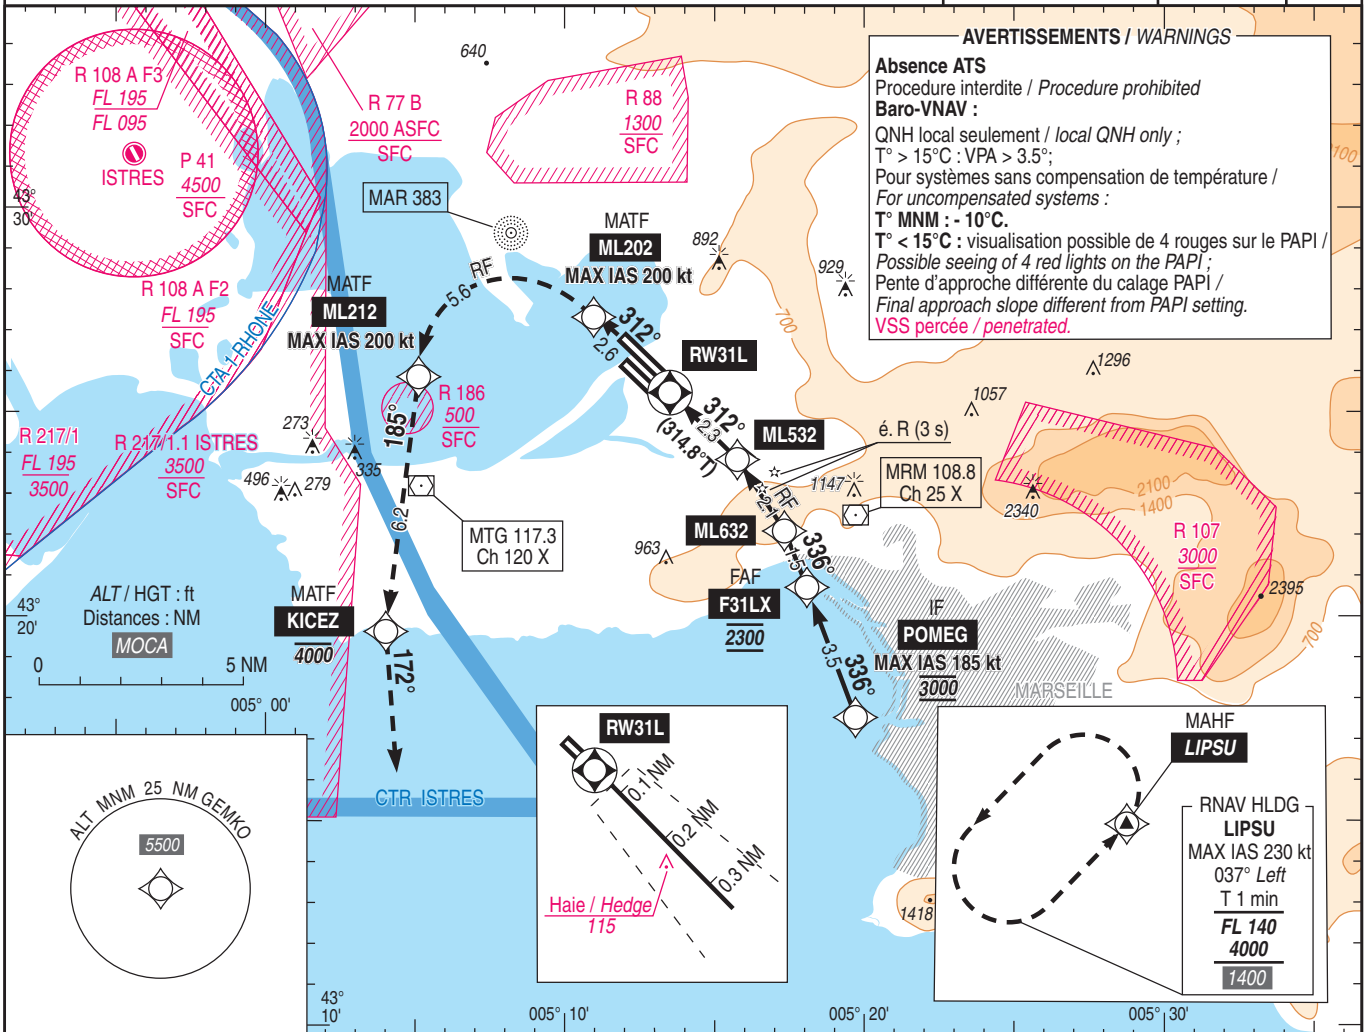 AVERTISSEMENTS / WARNINGS
Absence ATS
Procedure interdite / Procedure prohibited
Baro-VNAV :
QNH local seulement / local QNH only ;
T° > 15°C : VPA > 3.5°;
Pour systèmes sans compensation de température /
For uncompensated systems :
T° MNM : - 10°C.
T° < 15°C : visualisation possible de 4 rouges sur le PAPI /
Possible seeing of 4 red lights on the PAPI ;
Pente d'approche différente du calage PAPI /
Final approach slope different from PAPI setting.
VSS percée / penetrated.
R 108 A F3
FL 195
FL 095
ISTRES
P 41
4500
SFC
43°
30'
R 108 A F2
FL 195
SFC
CTA 1 RHONE
R 77 B
2000 ASFC
SFC
640
R 88
1300
SFC
MAR 383
MATF
ML202
MAX IAS 200 kt
892
929
700
2100
MATF
ML212
MAX IAS 200 kt
5.6
RF
312°
2.6
RW31L
312°
2.3
(314.8°T)
ML532
é. R (3 s)
MRM 108.8
Ch 25 X
1147
1296
1057
2340
2100
1400
R 107
3000
SFC
2395
700
R 186
500
SFC
185°
6.2
273
335
496
279
R 217/1
FL 195
3500
R 217/1.1 ISTRES
3500
SFC
MTG 117.3
Ch 120 X
963
ML632
RF
2.1
1.5
336°
FAF
F31LX
2300
IF
POMEG
MAX IAS 185 kt
3000
3.5
336°
MARSEILLE
ALT / HGT : ft
Distances : NM
MOCA
0
5 NM
43°
20'
MATF
KICEZ
4000
172°
005° 00'
CTR ISTRES
ALT MNM 25 NM GEMKO
5500
RW31L
0.1 NM
0.2 NM
0.3 NM
Haie / Hedge
115
1418
MAHF
LIPSU
RNAV HLDG
LIPSU
MAX IAS 230 kt
037° Left
T 1 min
FL 140
4000
1400
43°
10'
005° 10'
005° 20'
005° 30'